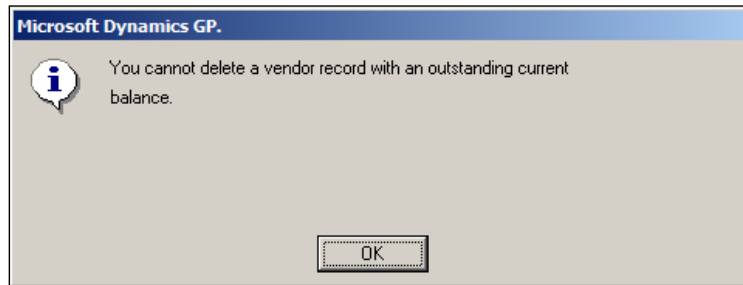 Microsoft Dynamics GP.
You cannot delete a vendor record with an outstanding current
balance.
OK